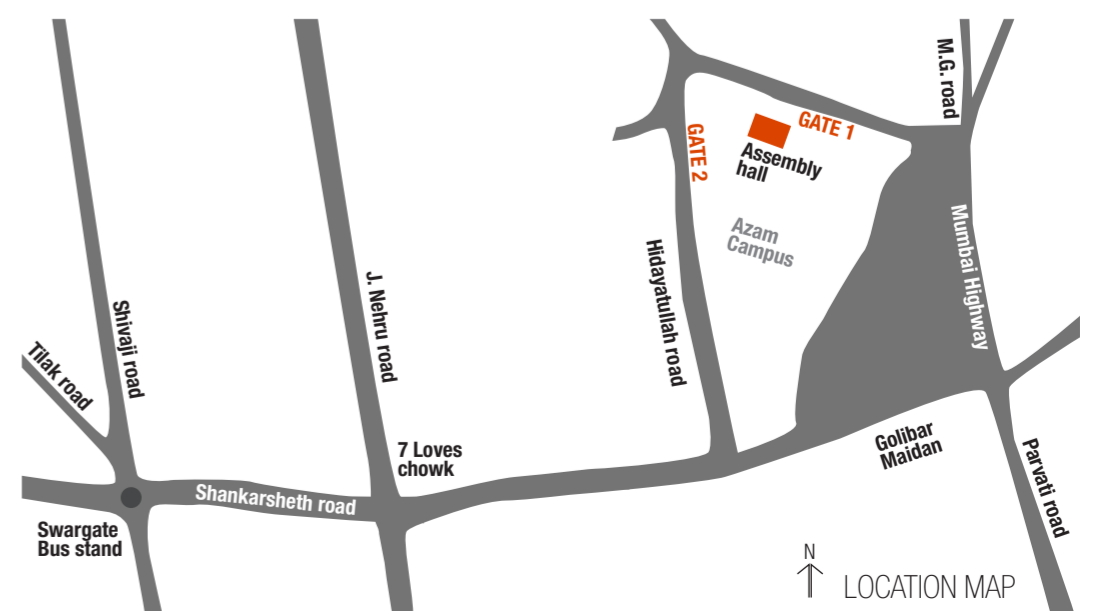 M.G. road
GATE 1
GATE 2
Assembly
hall
Azam
Campus
Mumbai Highway
Hidayatullah road
J. Nehru road
Shivaji road
Tilak road
7 Loves
chowk
Golibar
Maidan
Parvati road
Shankarsheth road
Swargate
Bus stand
N
LOCATION MAP